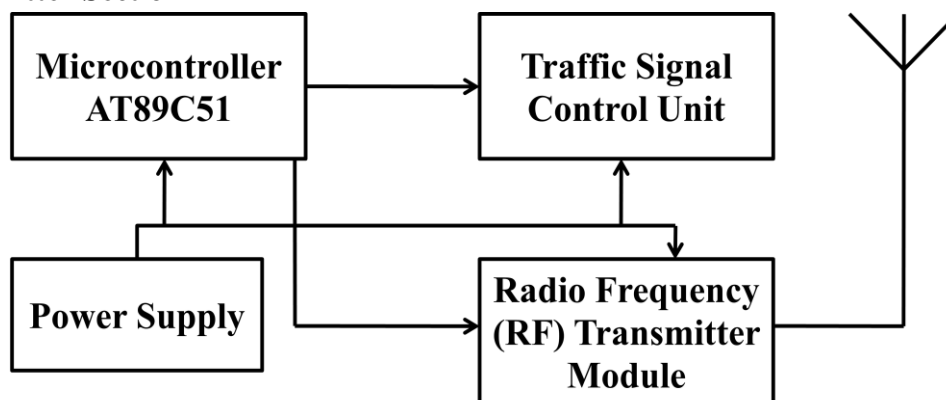 Microcontroller
AT89C51
Traffic Signal
Control Unit
Power Supply
Radio Frequency
(RF) Transmitter
Module